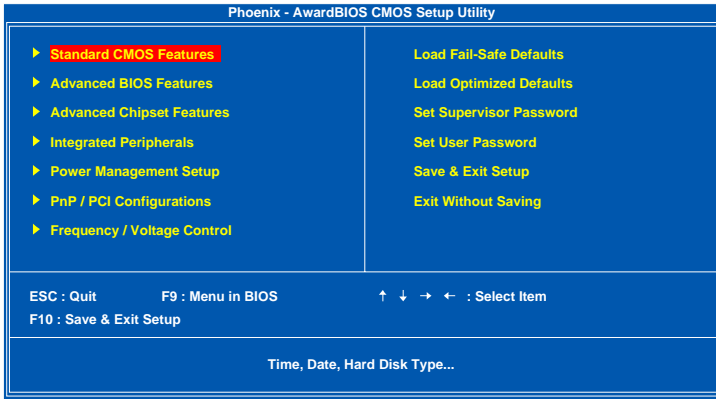 Phoenix - AwardBIOS CMOS Setup Utility
Standard CMOS Features
Advanced BIOS Features
Advanced Chipset Features
Integrated Peripherals
Power Management Setup
PnP / PCI Configurations
Frequency / Voltage Control
Load Fail-Safe Defaults
Load Optimized Defaults
Set Supervisor Password
Set User Password
Save & Exit Setup
Exit Without Saving
ESC : Quit F9 : Menu in BIOS ↑ ↓ → ← : Select Item
F10 : Save & Exit Setup
Time, Date, Hard Disk Type...